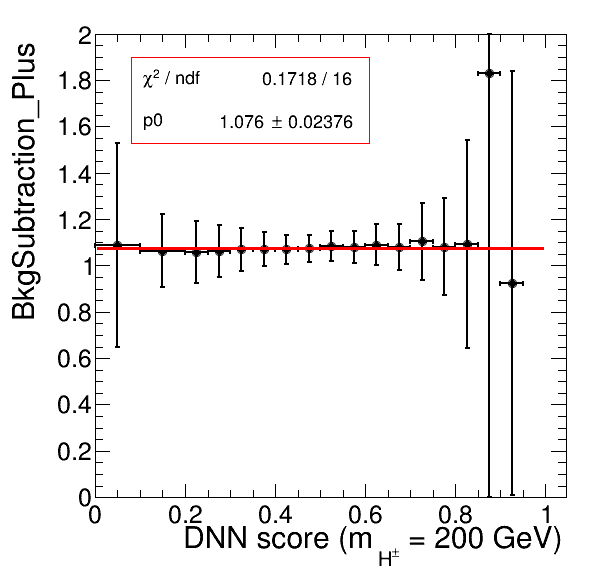 BkgSubtraction_Plus
χ² / ndf 0.1718 / 16
p0 1.076 ± 0.02376
2
1.8
1.6
1.4
1.2
1
0.8
0.6
0.4
0.2
0
0 0.2 0.4 0.6 0.8 1
DNN score (m_H± = 200 GeV)